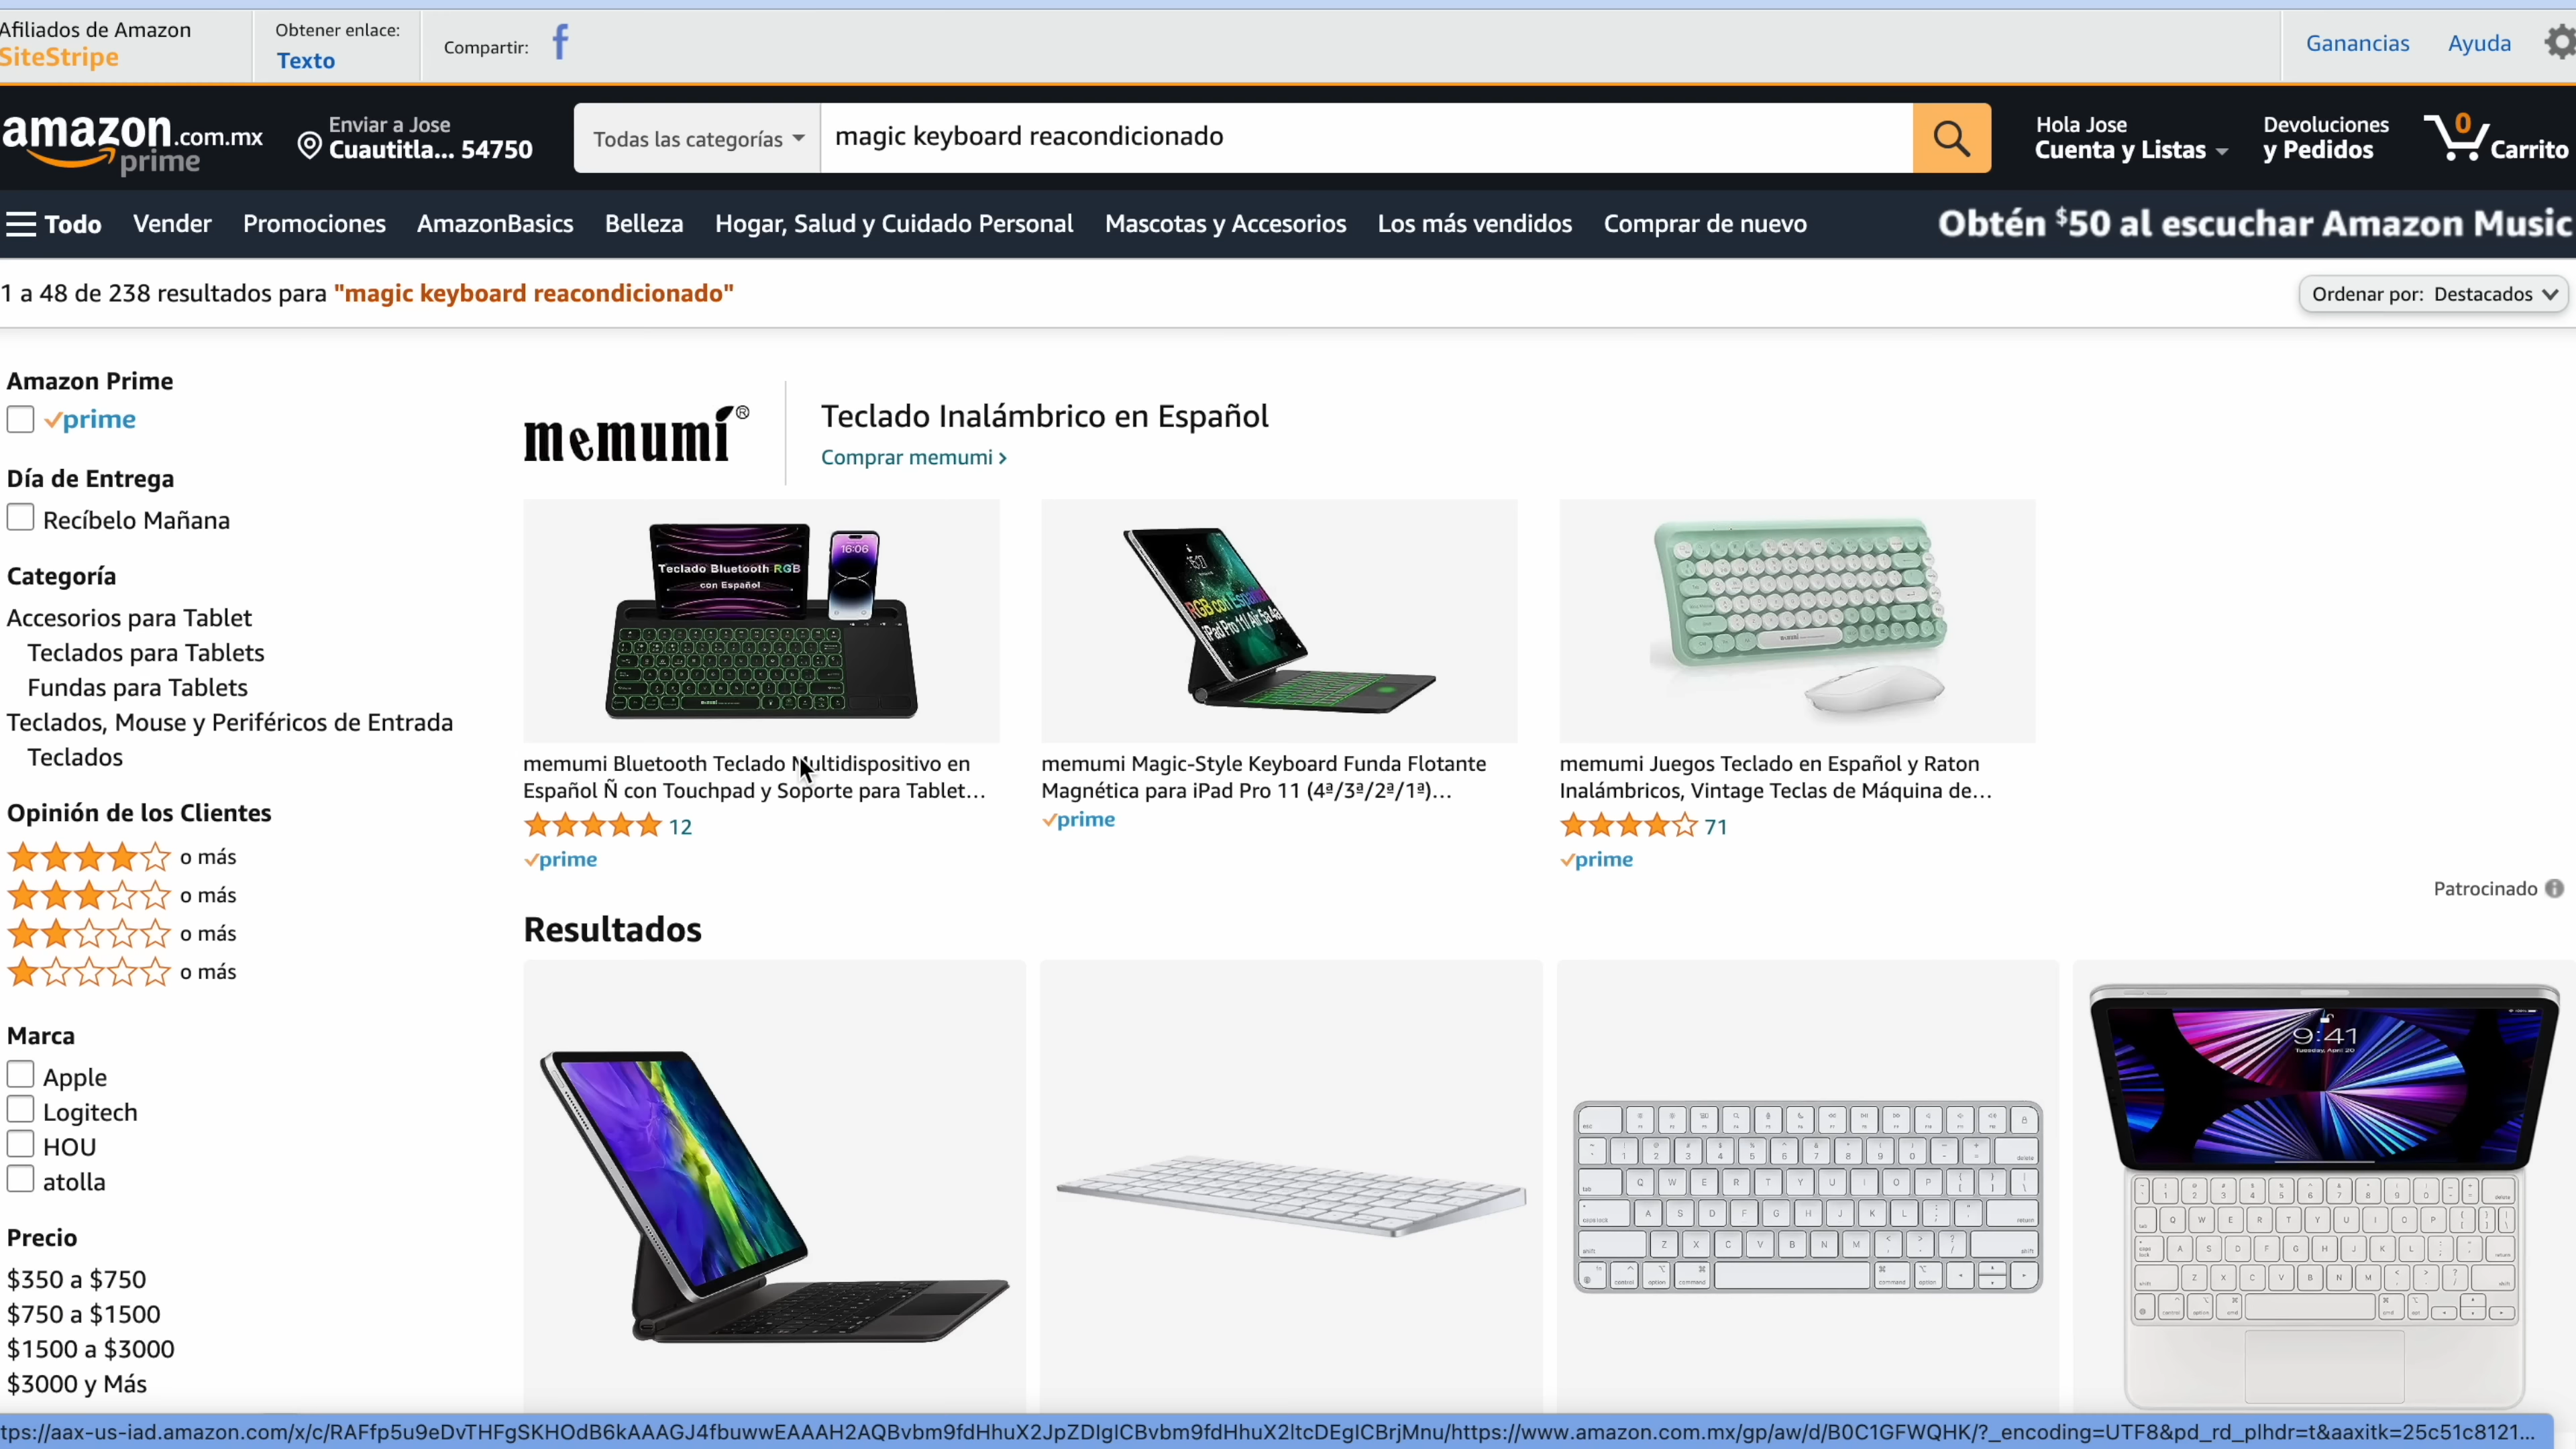 Afiliados de Amazon
SiteStripe
Obtener enlace:
Texto
Compartir:
Ganancias
Ayuda
amazon.com.mx
prime
Enviar a Jose
Cuautitla... 54750
Todas las categorías
magic keyboard reacondicionado
Hola Jose
Cuenta y Listas
Devoluciones
y Pedidos
0
Carrito
Todo
Vender
Promociones
AmazonBasics
Belleza
Hogar, Salud y Cuidado Personal
Mascotas y Accesorios
Los más vendidos
Comprar de nuevo
Obtén $50 al escuchar Amazon Music
1 a 48 de 238 resultados para "magic keyboard reacondicionado"
Ordenar por: Destacados
Amazon Prime
prime
Día de Entrega
Recíbelo Mañana
Categoría
Accesorios para Tablet
Teclados para Tablets
Fundas para Tablets
Teclados, Mouse y Periféricos de Entrada
Teclados
Opinión de los Clientes
o más
o más
o más
o más
Marca
Apple
Logitech
HOU
atolla
Precio
$350 a $750
$750 a $1500
$1500 a $3000
$3000 y Más
memumi®
Teclado Inalámbrico en Español
Comprar memumi ›
Teclado Bluetooth RGB
con Español
16:06
memumi Bluetooth Teclado Multidispositivo en
Español Ñ con Touchpad y Soporte para Tablet...
12
prime
RGB con Español
iPad Pro 11/ Air 5a 4a
memumi Magic-Style Keyboard Funda Flotante
Magnética para iPad Pro 11 (4ª/3ª/2ª/1ª)...
prime
memumi Juegos Teclado en Español y Raton
Inalámbricos, Vintage Teclas de Máquina de...
71
prime
Patrocinado
Resultados
9:41
Tuesday, April 20
tps://aax-us-iad.amazon.com/x/c/RAFfp5u9eDvTHFgSKHOdB6kAAAGJ4fbuwwEAAAH2AQBvbm9fdHhuX2JpZDIgICBvbm9fdHhuX2ltcDEgICBrjMnu/https://www.amazon.com.mx/gp/aw/d/B0C1GFWQHK/?_encoding=UTF8&pd_rd_plhdr=t&aaxitk=25c51c8121...